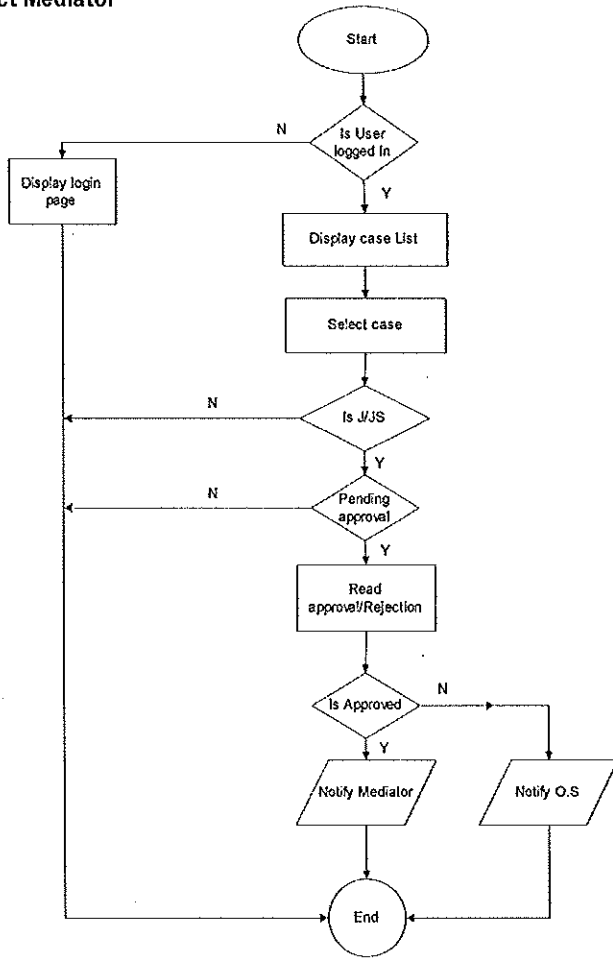 ct Mediator
Start
Is User
logged in
N
Y
Display login
page
Display case List
Select case
Is J/JS
N
Y
Pending
approval
N
Y
Read
approval/Rejection
Is Approved
N
Y
Notify Mediator
Notify O.S
End